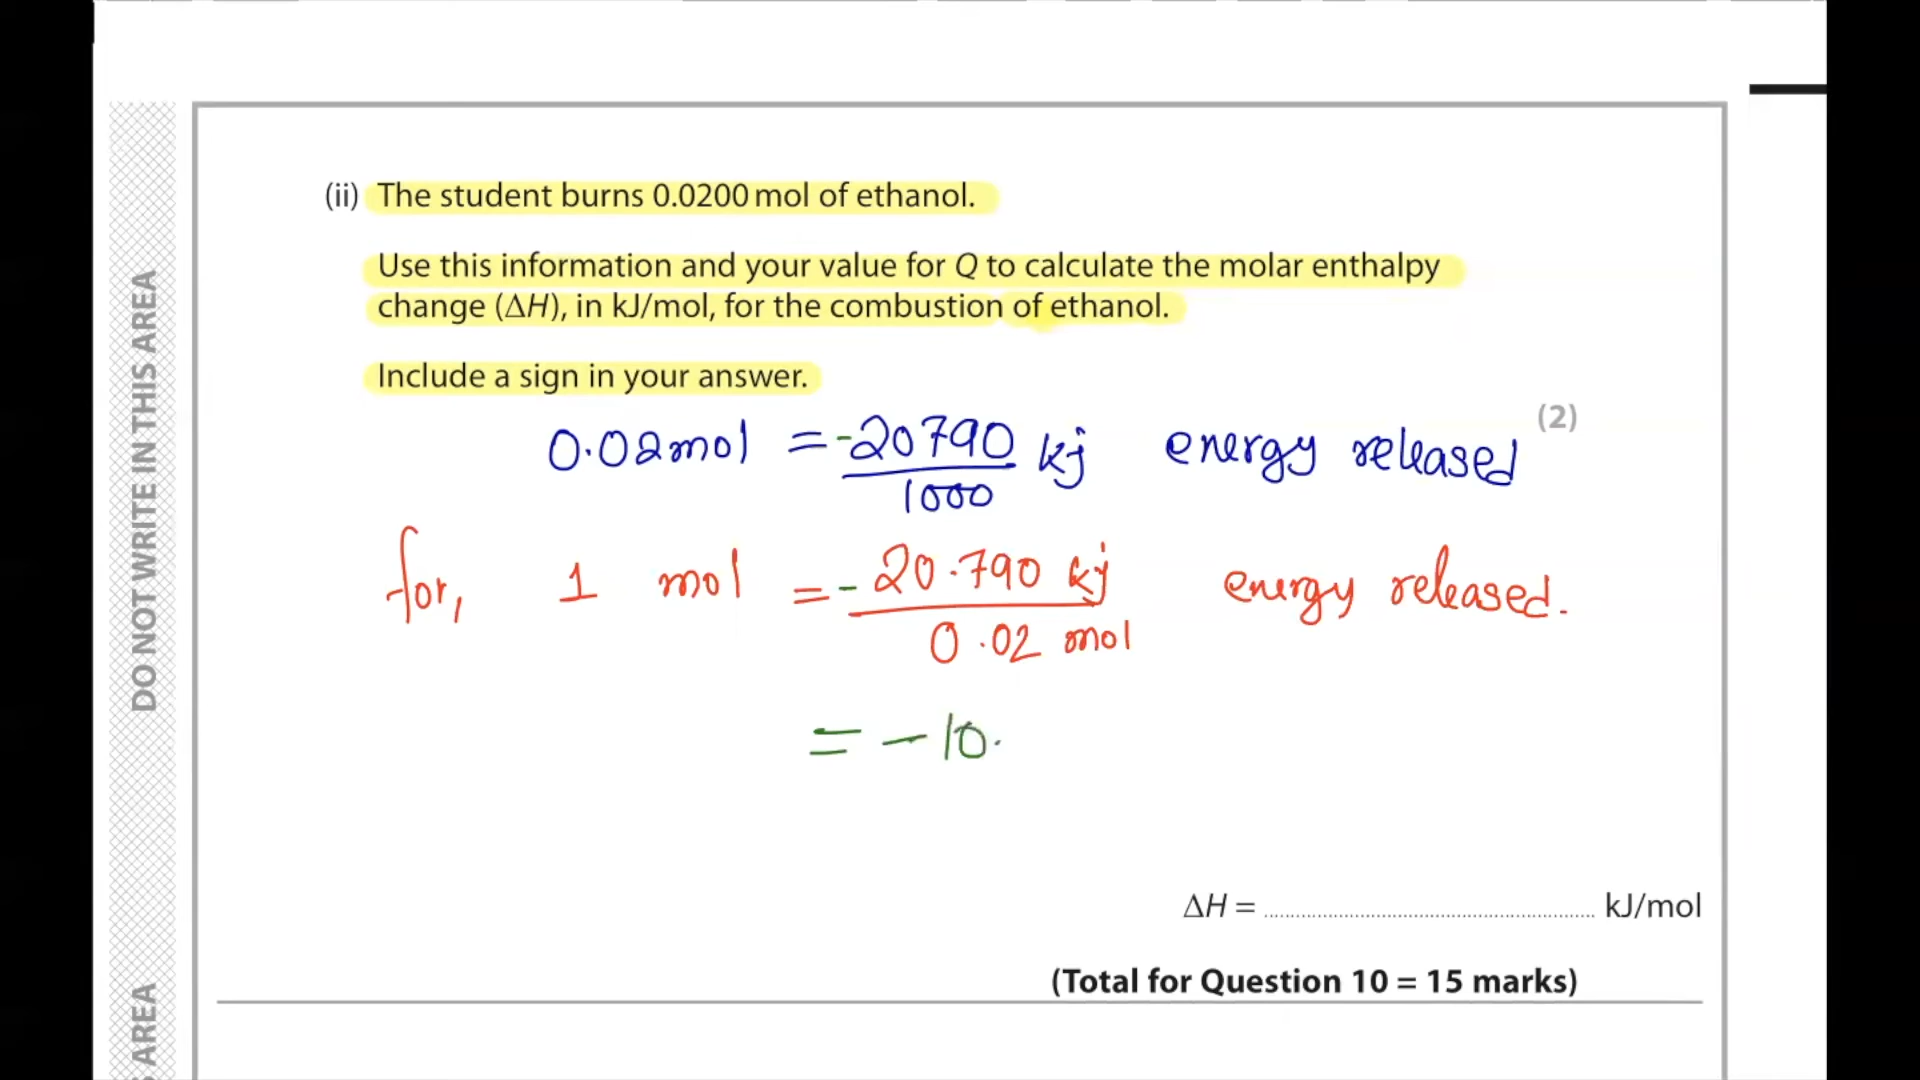 (ii) The student burns 0.0200 mol of ethanol.
Use this information and your value for Q to calculate the molar enthalpy
change (ΔH), in kJ/mol, for the combustion of ethanol.
Include a sign in your answer.
(2)
0.02 mol = -20790/1000 kj energy released
for, 1 mol = -20.790 kj/0.02 mol energy released.
= -10.
ΔH = ........................................................ kJ/mol
(Total for Question 10 = 15 marks)
DO NOT WRITE IN THIS AREA
AREA